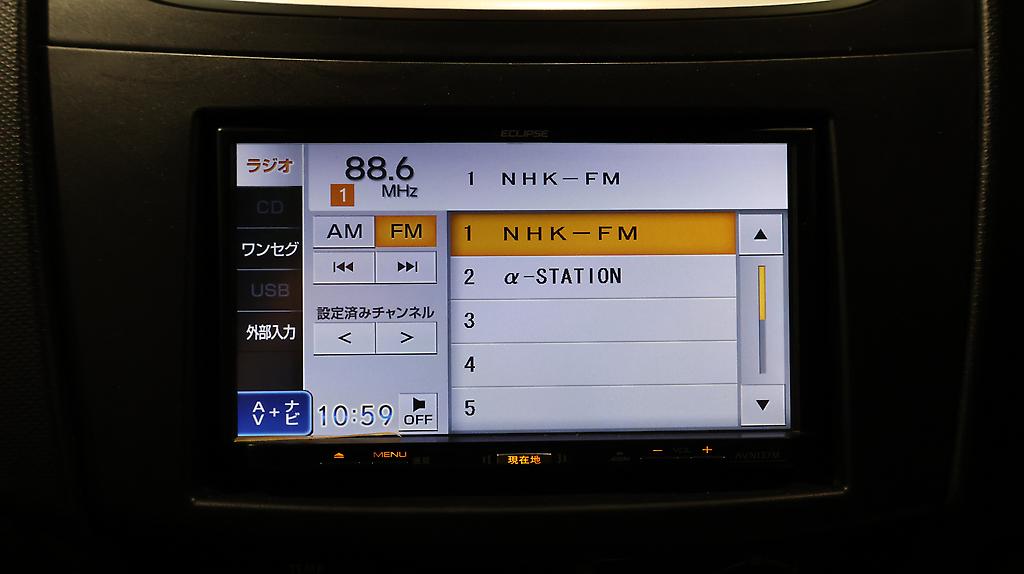 ECLIPSE
ラジオ
88.6
MHz
1
1 NHK-FM
CD
ワンセグ
USB
外部入力
AM FM
設定済みチャンネル
< >
1 NHK-FM
2 α-STATION
3
4
5
AV+ナビ
10:59
OFF
MENU
現在地
- VOL +
AVN137M